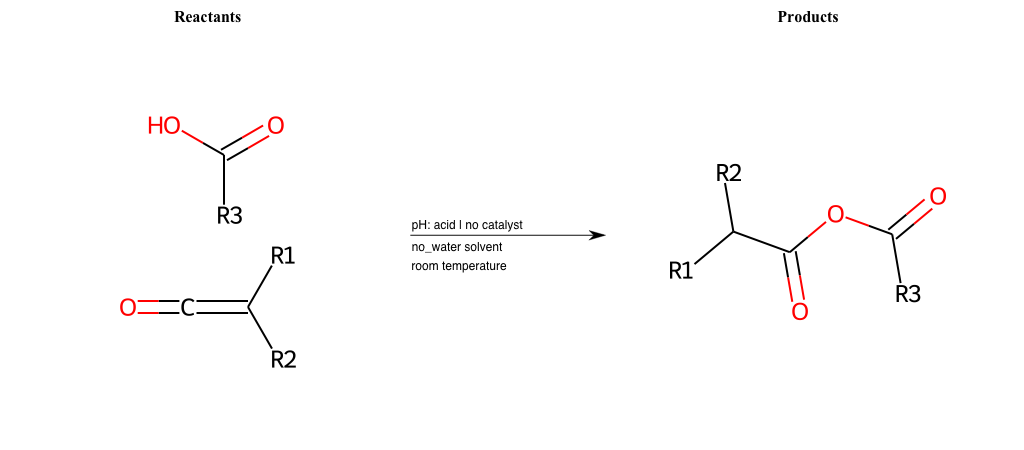 Reactants
Products
HO
O
R3
R1
O
C
R2
pH: acid | no catalyst
no_water solvent
room temperature
R2
O
O
R1
R3
O